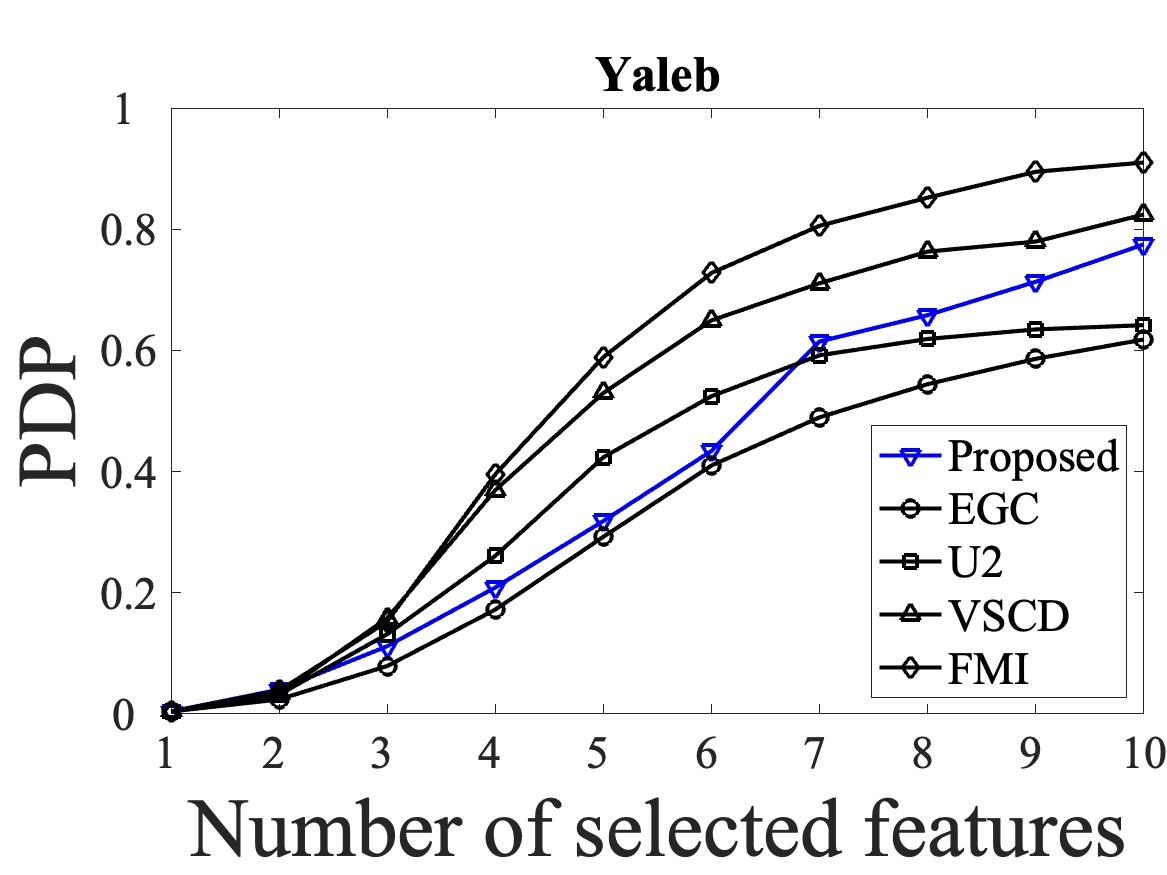 Yaleb
1
0.8
0.6
0.4
0.2
0
PDP
1 2 3 4 5 6 7 8 9 10
Number of selected features
Proposed
EGC
U2
VSCD
FMI